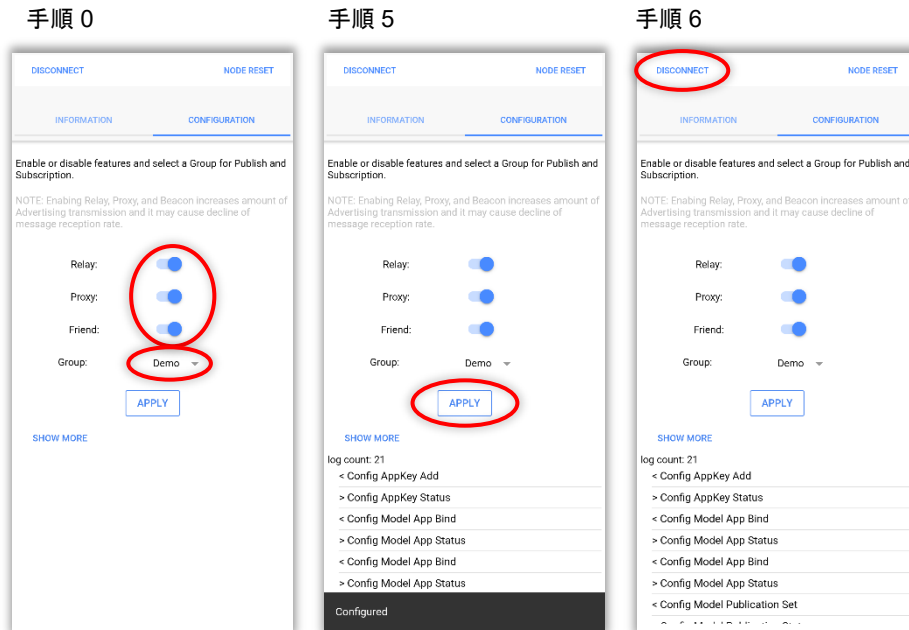 手順 0
DISCONNECT NODE RESET
INFORMATION CONFIGURATION
Enable or disable features and select a Group for Publish and
Subscription.
NOTE: Enabing Relay, Proxy, and Beacon increases amount of
Advertising transmission and it may cause decline of
message reception rate.
Relay:
Proxy:
Friend:
Group: Demo
APPLY
SHOW MORE
手順 5
DISCONNECT NODE RESET
INFORMATION CONFIGURATION
Enable or disable features and select a Group for Publish and
Subscription.
NOTE: Enabing Relay, Proxy, and Beacon increases amount of
Advertising transmission and it may cause decline of
message reception rate.
Relay:
Proxy:
Friend:
Group: Demo
APPLY
SHOW MORE
log count: 21
< Config AppKey Add
> Config AppKey Status
< Config Model App Bind
> Config Model App Status
< Config Model App Bind
> Config Model App Status
Configured
手順 6
DISCONNECT NODE RESET
INFORMATION CONFIGURATION
Enable or disable features and select a Group for Publish and
Subscription.
NOTE: Enabing Relay, Proxy, and Beacon increases amount of
Advertising transmission and it may cause decline of
message reception rate.
Relay:
Proxy:
Friend:
Group: Demo
APPLY
SHOW MORE
log count: 21
< Config AppKey Add
> Config AppKey Status
< Config Model App Bind
> Config Model App Status
< Config Model App Bind
> Config Model App Status
< Config Model Publication Set